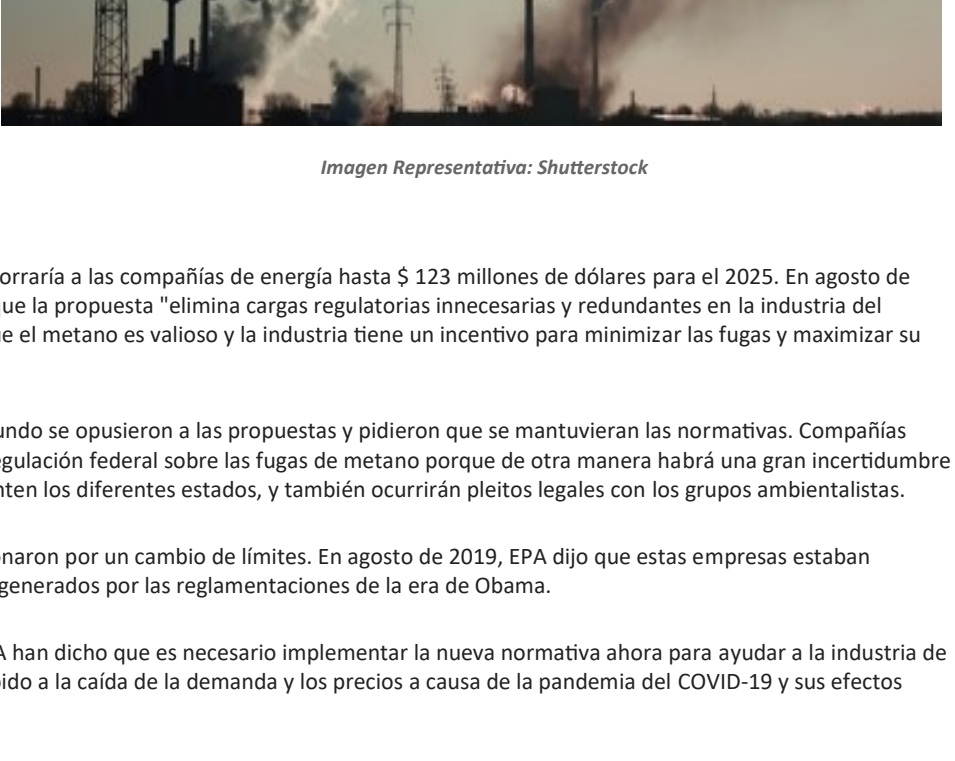 Imagen Representativa: Shutterstock
orraría a las compañías de energía hasta $ 123 millones de dólares para el 2025. En agosto de
que la propuesta "elimina cargas regulatorias innecesarias y redundantes en la industria del
e el metano es valioso y la industria tiene un incentivo para minimizar las fugas y maximizar su
undo se opusieron a las propuestas y pidieron que se mantuvieran las normativas. Compañías
egulación federal sobre las fugas de metano porque de otra manera habrá una gran incertidumbre
nten los diferentes estados, y también ocurrirán pleitos legales con los grupos ambientalistas.
onaron por un cambio de límites. En agosto de 2019, EPA dijo que estas empresas estaban
generados por las reglamentaciones de la era de Obama.
A han dicho que es necesario implementar la nueva normativa ahora para ayudar a la industria de
ido a la caída de la demanda y los precios a causa de la pandemia del COVID-19 y sus efectos